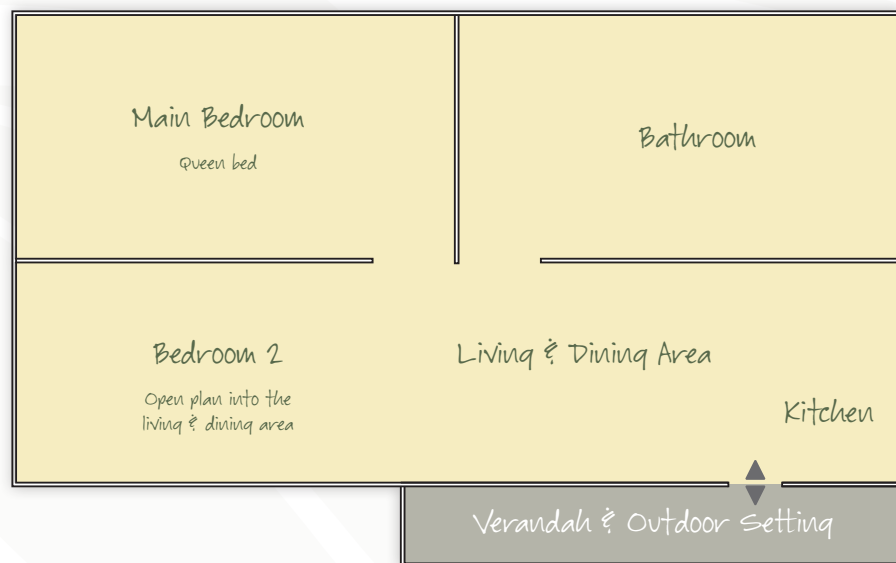 Main Bedroom
Queen bed
Bathroom
Bedroom 2
Open plan into the
living & dining area
Living & Dining Area
Kitchen
Verandah & Outdoor Setting